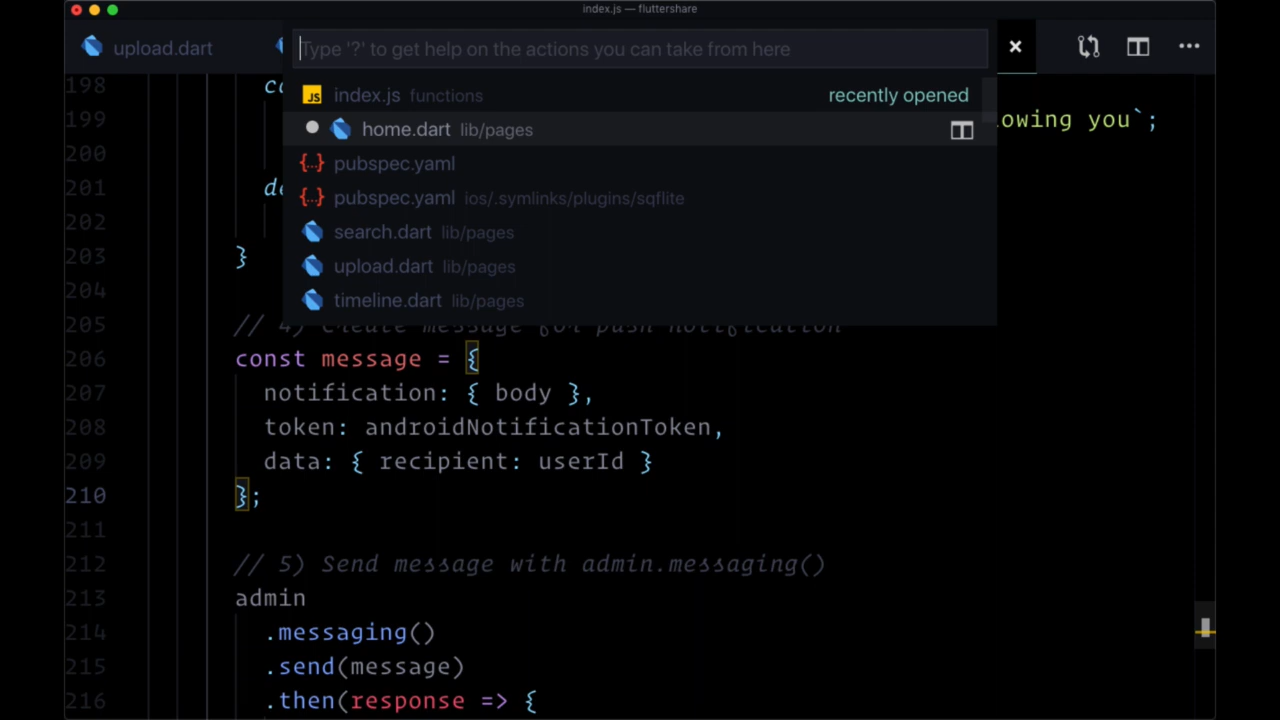 index.js — fluttershare
upload.dart
Type '?' to get help on the actions you can take from here
198
JS index.js functions recently opened
199 owing you`;
home.dart lib/pages
200
{..} pubspec.yaml
201 de
{..} pubspec.yaml ios/.symlinks/plugins/sqflite
202
search.dart lib/pages
203 }
upload.dart lib/pages
204
timeline.dart lib/pages
205 // 4) Create message for push notification
206 const message = {
207 notification: { body },
208 token: androidNotificationToken,
209 data: { recipient: userId }
210 };
211
212 // 5) Send message with admin.messaging()
213 admin
214 .messaging()
215 .send(message)
216 .then(response => {